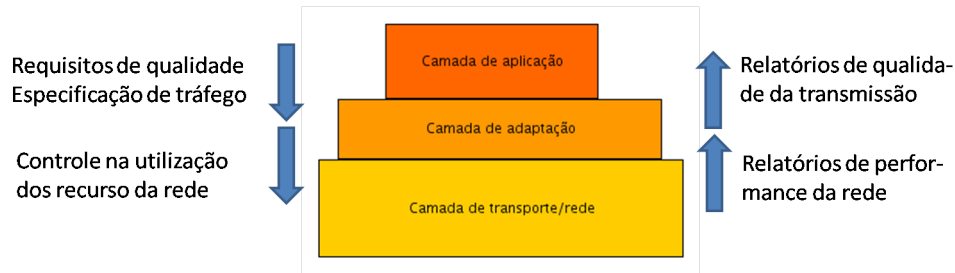 Requisitos de qualidade
Especificação de tráfego
Controle na utilização
dos recurso da rede
Camada de aplicação
Camada de adaptação
Camada de transporte/rede
Relatórios de qualida-
de da transmissão
Relatórios de perfor-
mance da rede